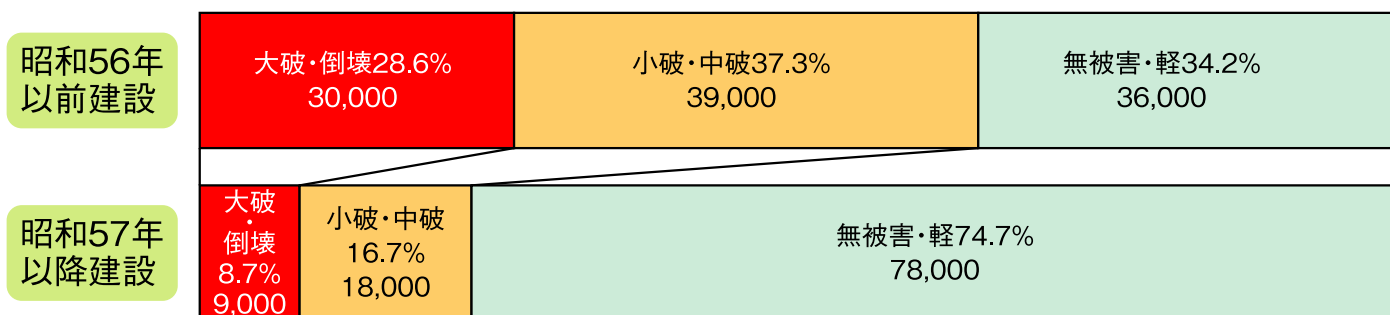 昭和56年
以前建設
大破・倒壊28.6%
30,000
小破・中破37.3%
39,000
無被害・軽34.2%
36,000
昭和57年
以降建設
大破
・
倒壊
8.7%
9,000
小破・中破
16.7%
18,000
無被害・軽74.7%
78,000